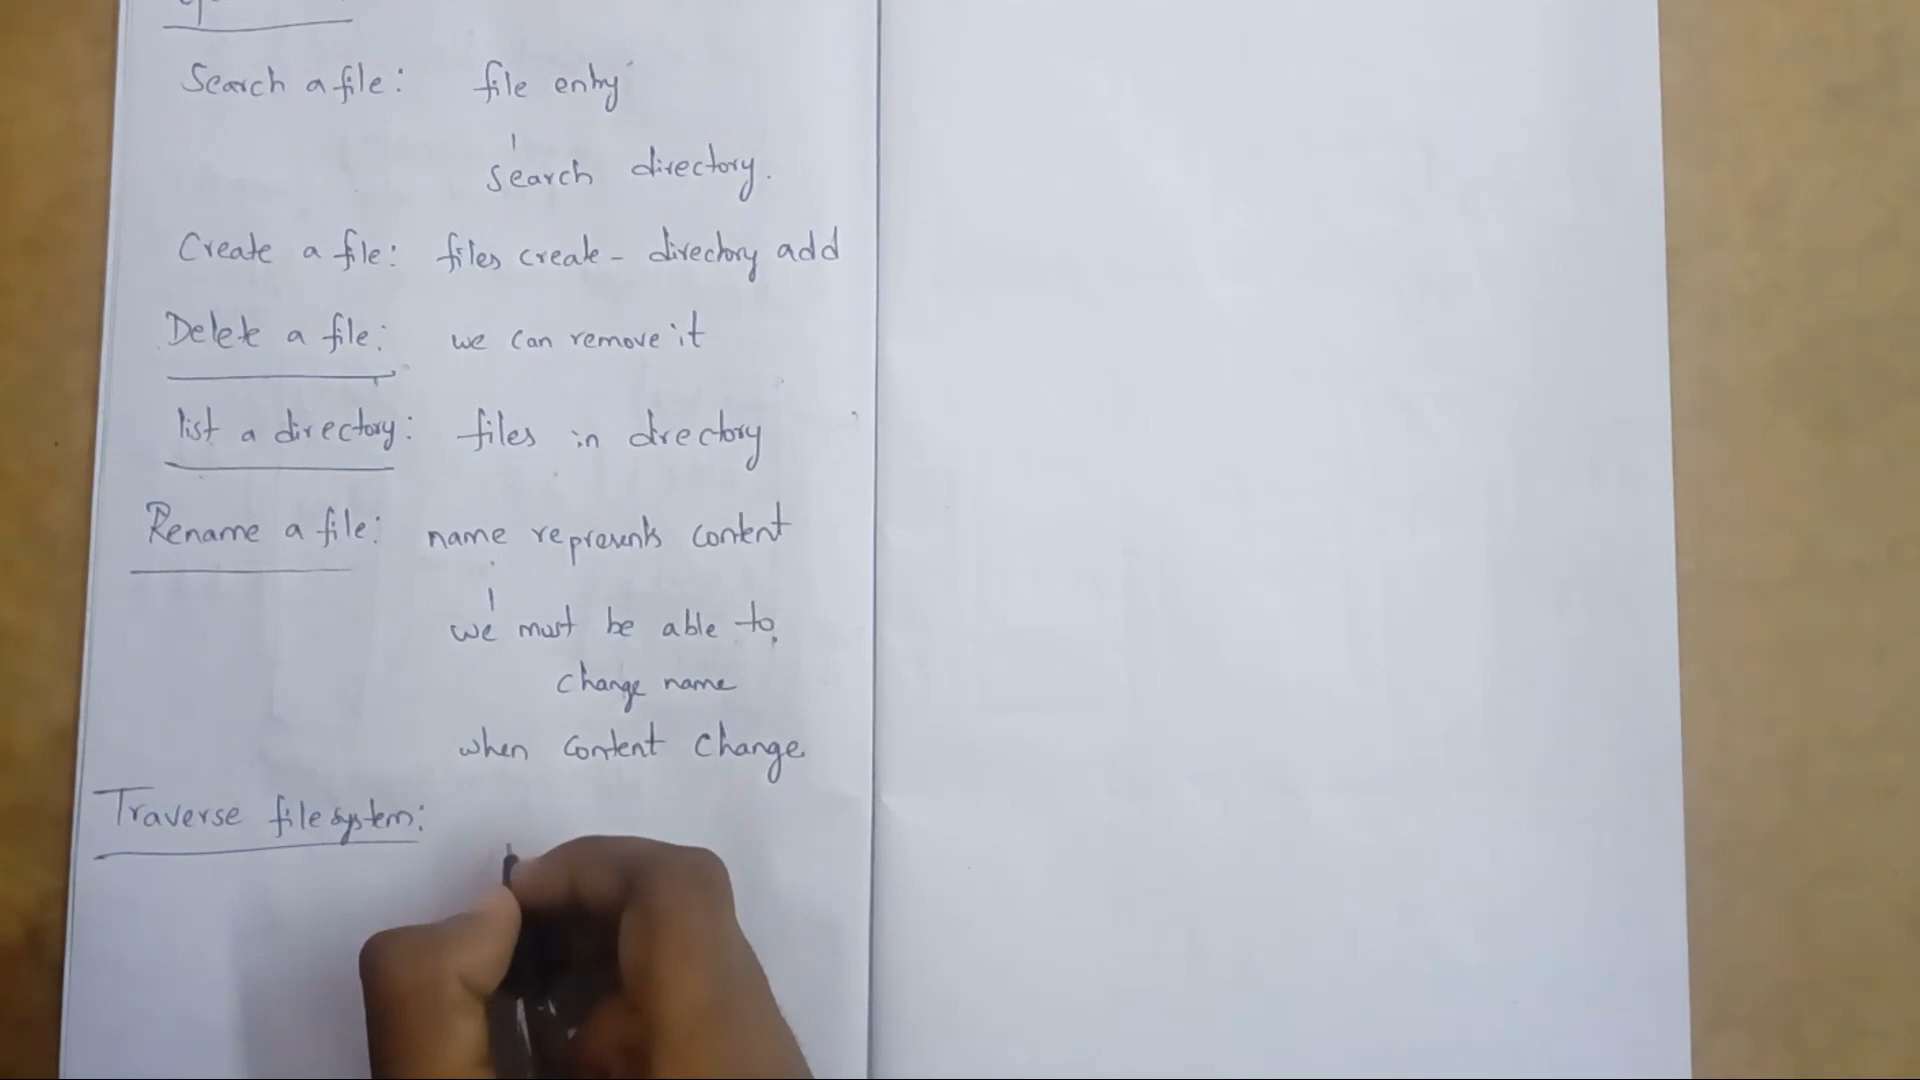 Search a file: file entry
search directory.
Create a file: files create - directory add
Delete a file: we can remove it
list a directory: files in drectory
Rename a file: name represents content
we must be able to
change name
when content change
Traverse file system: